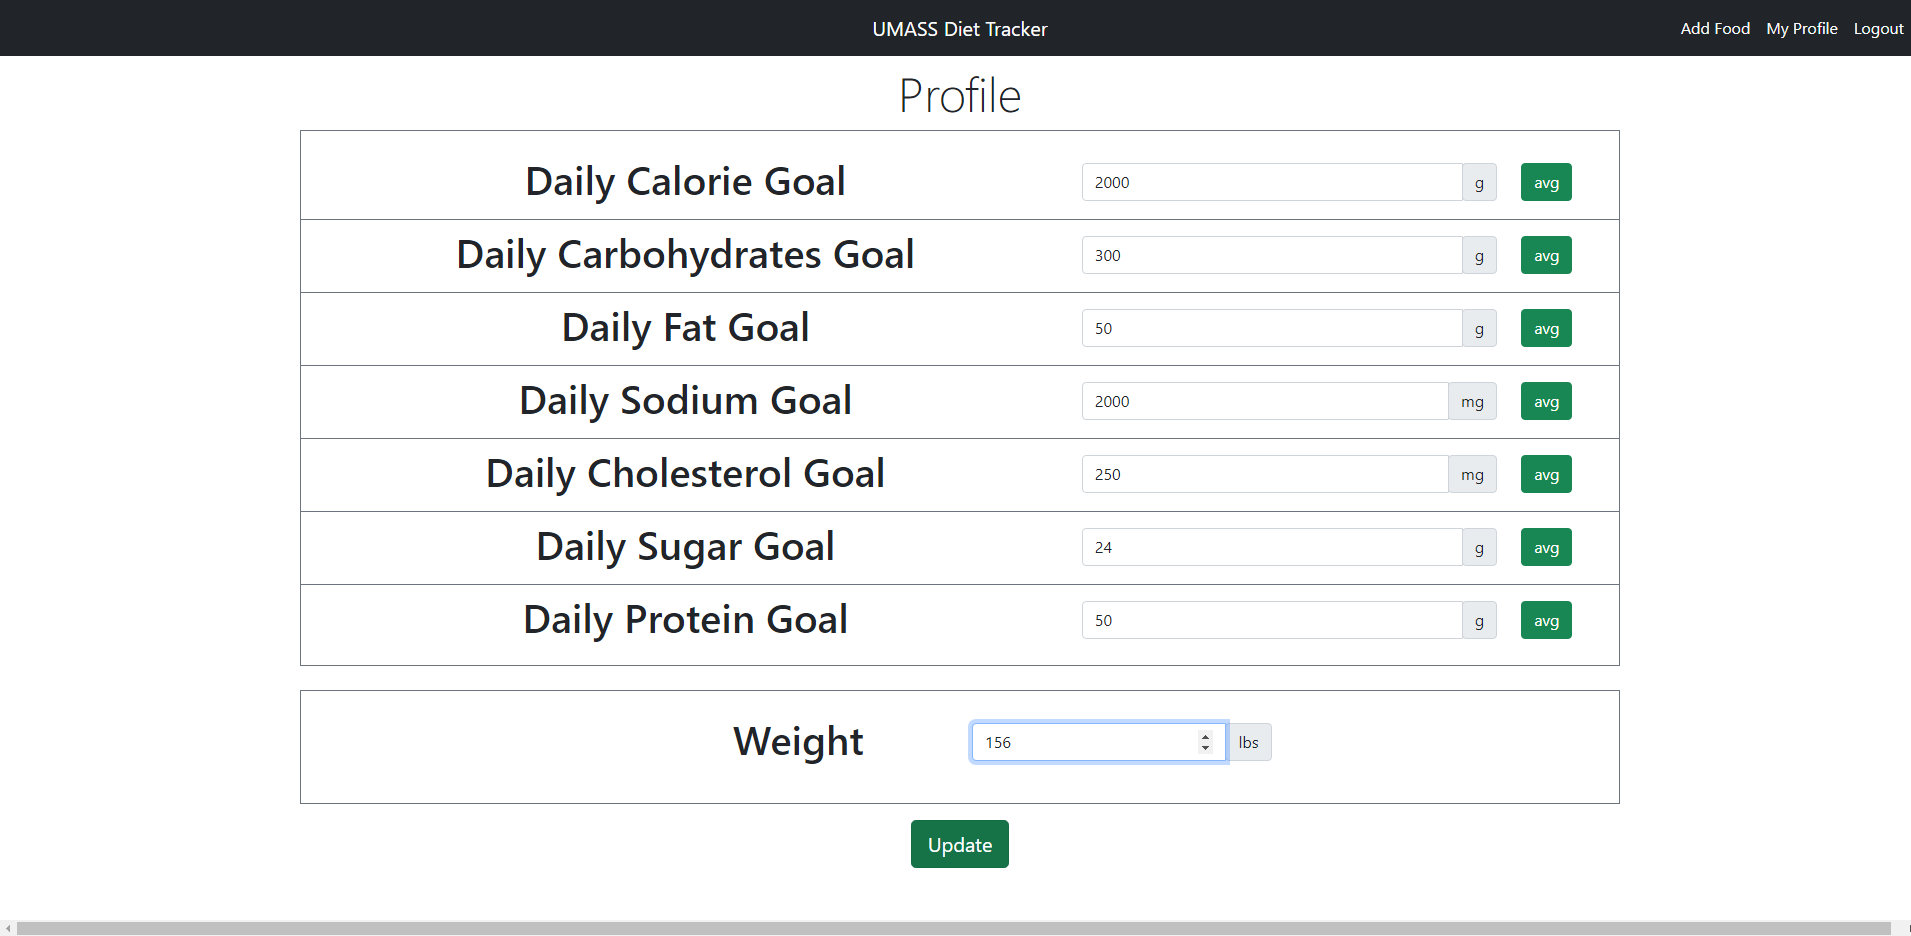 UMASS Diet Tracker
Add Food My Profile Logout
Profile
Daily Calorie Goal 2000 g avg
Daily Carbohydrates Goal 300 g avg
Daily Fat Goal 50 g avg
Daily Sodium Goal 2000 mg avg
Daily Cholesterol Goal 250 mg avg
Daily Sugar Goal 24 g avg
Daily Protein Goal 50 g avg
Weight 156 lbs
Update